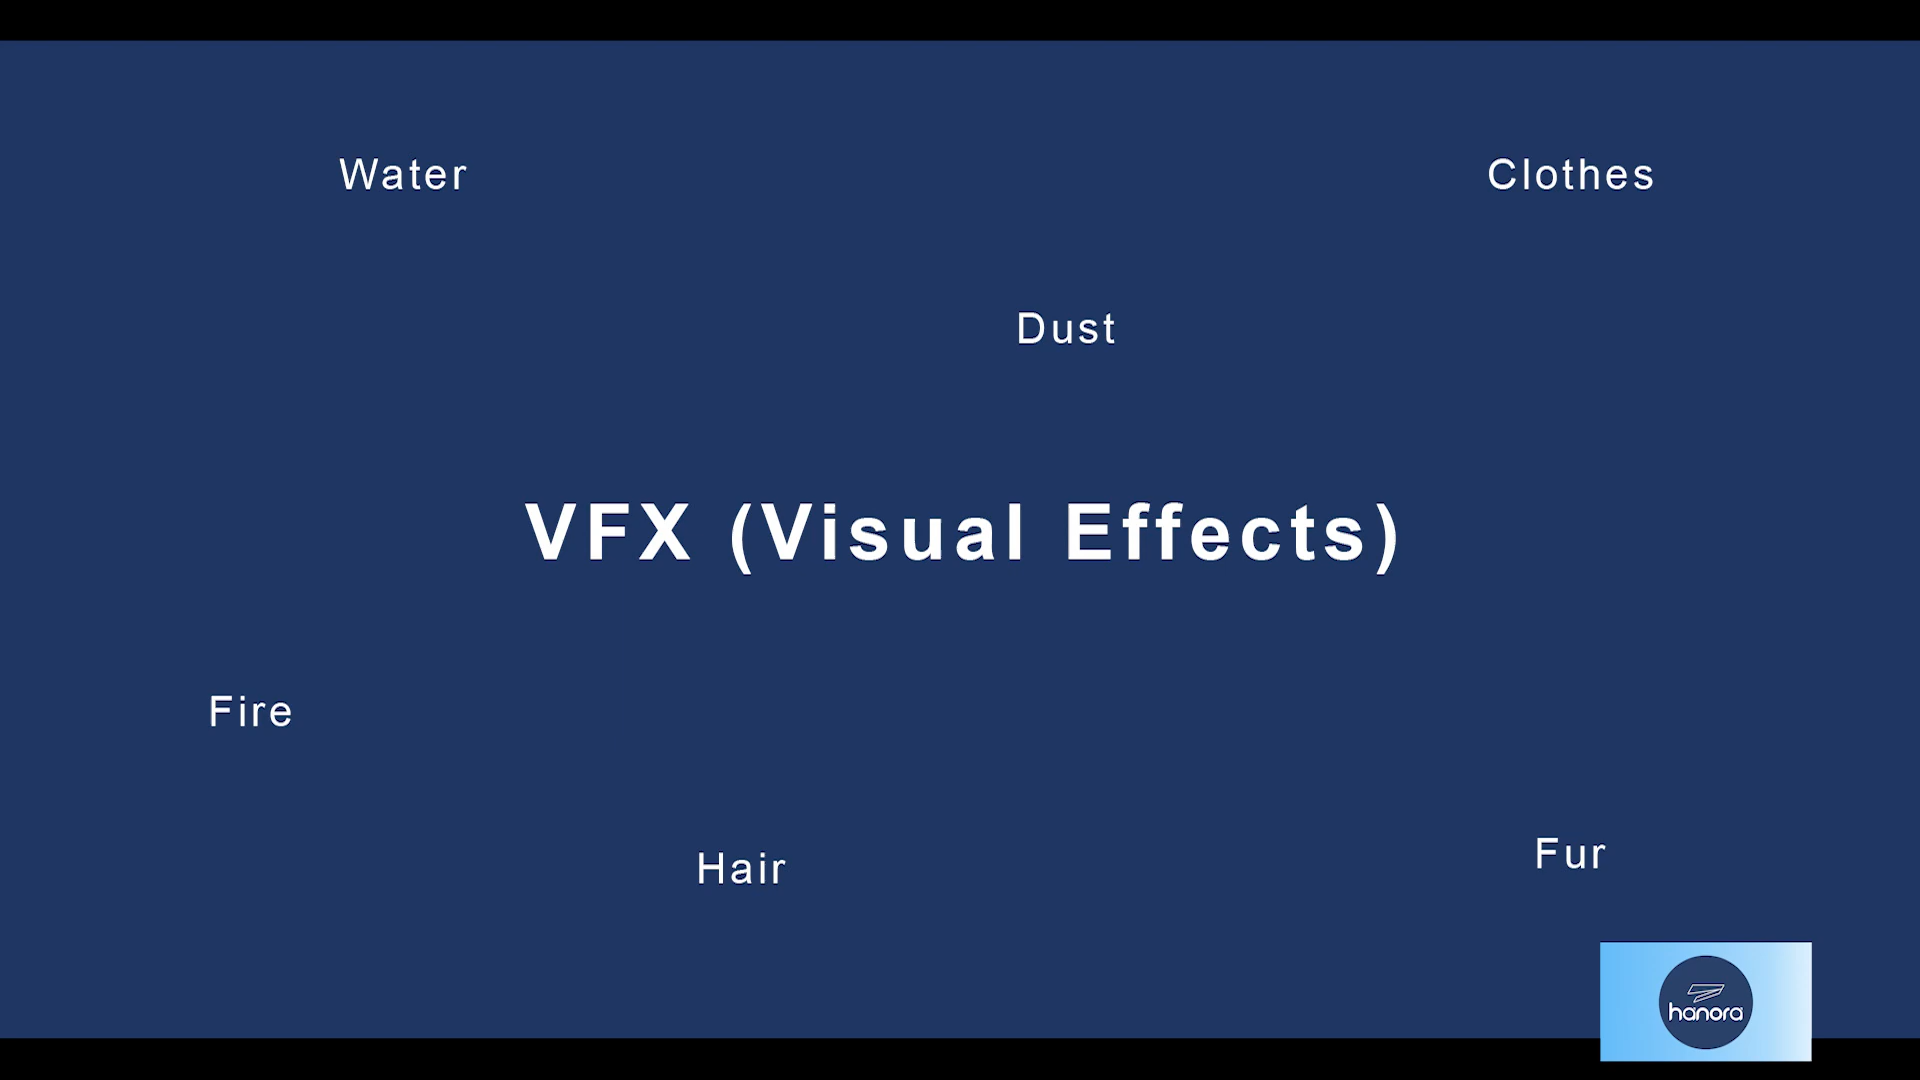 Water
Clothes
Dust
VFX (Visual Effects)
Fire
Hair
Fur
hanora